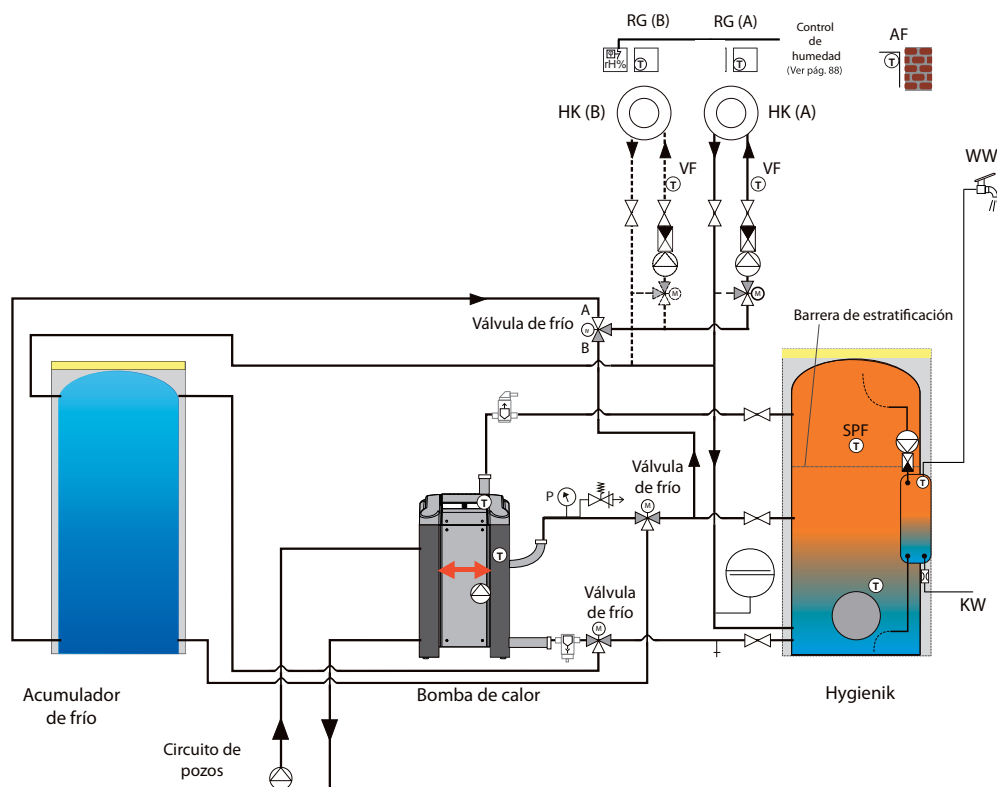 RG (B)
RG (A)
Control
de
humedad
(Ver pág. 88)
AF
rH%
T
T
T
HK (B)
HK (A)
WW
VF
VF
T
T
M
M
A
Válvula de frío
B
Barrera de estratificación
SPF
T
T
Válvula
de frío
P
M
T
T
T
Válvula
de frío
M
KW
Acumulador
de frío
Bomba de calor
Hygienik
Circuito de
pozos